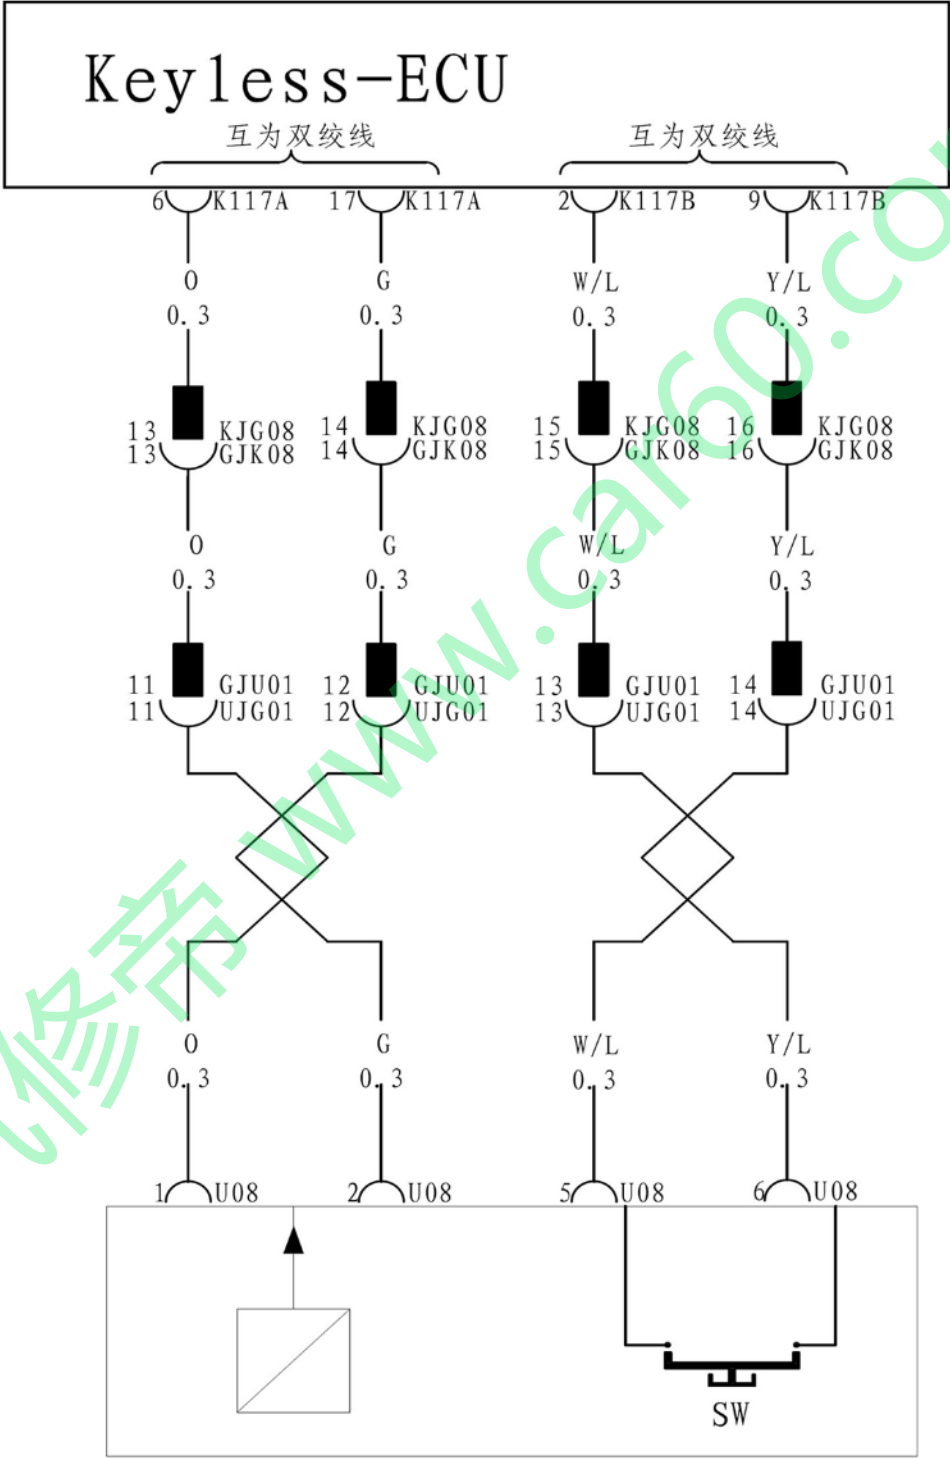 Keyless-ECU
互为双绞线 互为双绞线
6 K117A 17 K117A 2 K117B 9 K117B
O G W/L Y/L
0.3 0.3 0.3 0.3
13 KJG08 14 KJG08 15 KJG08 16 KJG08
13 GJK08 14 GJK08 15 GJK08 16 GJK08
O G W/L Y/L
0.3 0.3 0.3 0.3
11 GJU01 12 GJU01 13 GJU01 14 GJU01
11 UJG01 12 UJG01 13 UJG01 14 UJG01
O G W/L Y/L
0.3 0.3 0.3 0.3
1 U08 2 U08 5 U08 6 U08
SW
修帝 www.car60.co